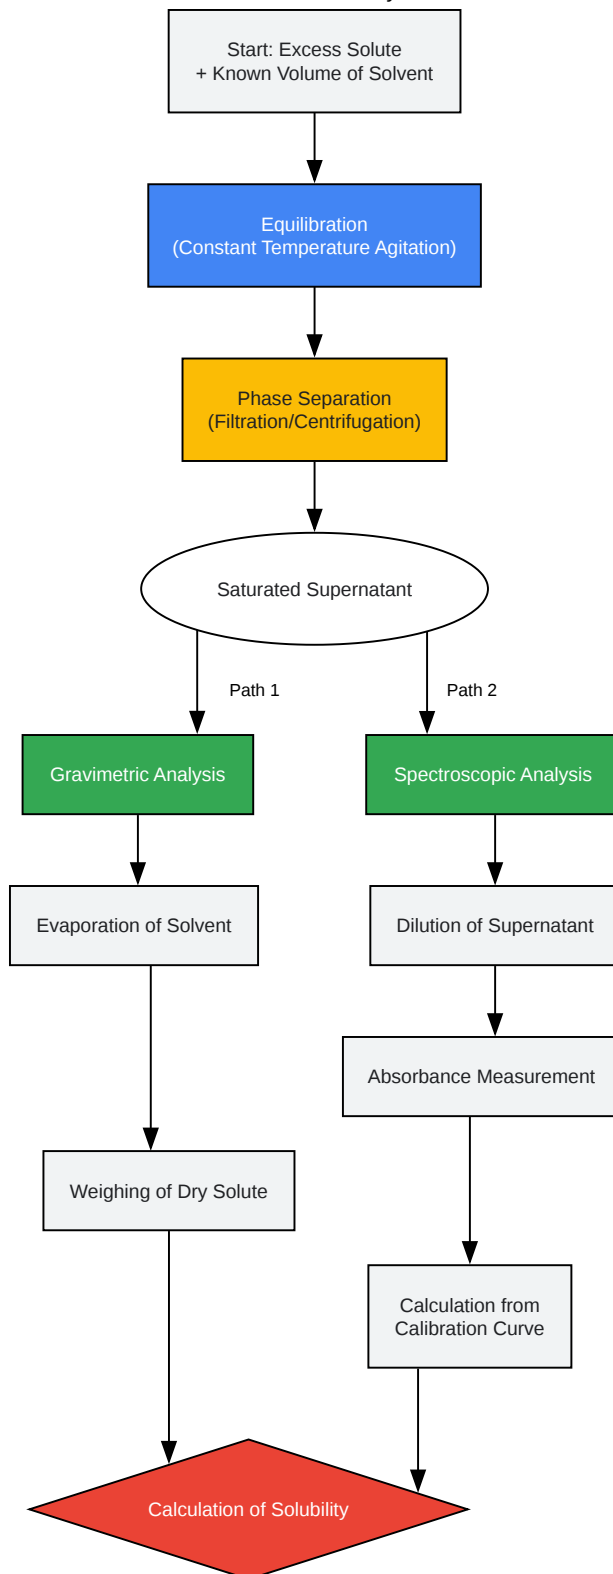 Start: Excess Solute
+ Known Volume of Solvent
Equilibration
(Constant Temperature Agitation)
Phase Separation
(Filtration/Centrifugation)
Saturated Supernatant
Path 1
Path 2
Gravimetric Analysis
Spectroscopic Analysis
Evaporation of Solvent
Dilution of Supernatant
Absorbance Measurement
Weighing of Dry Solute
Calculation from
Calibration Curve
Calculation of Solubility